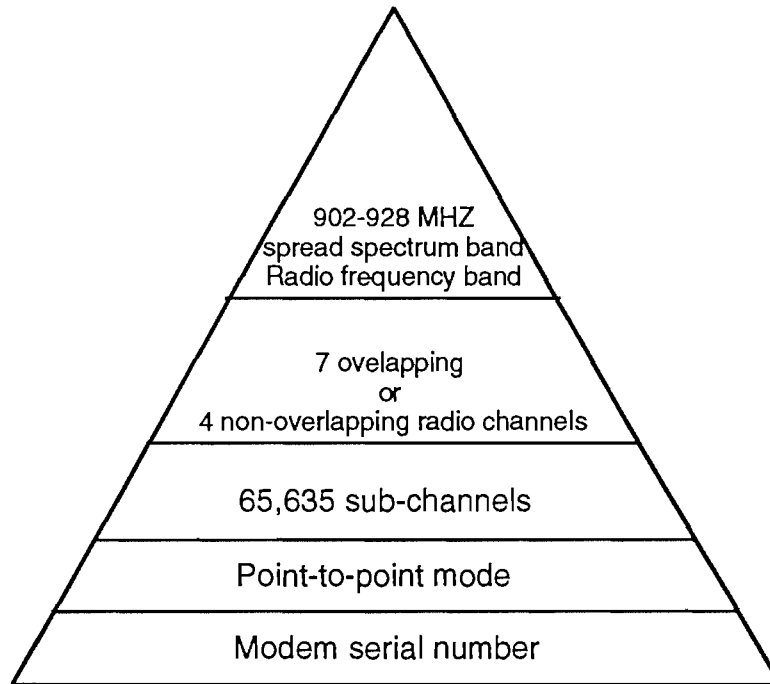 902-928 MHZ
spread spectrum band
Radio frequency band
7 ovelapping
or
4 non-overlapping radio channels
65,635 sub-channels
Point-to-point mode
Modem serial number